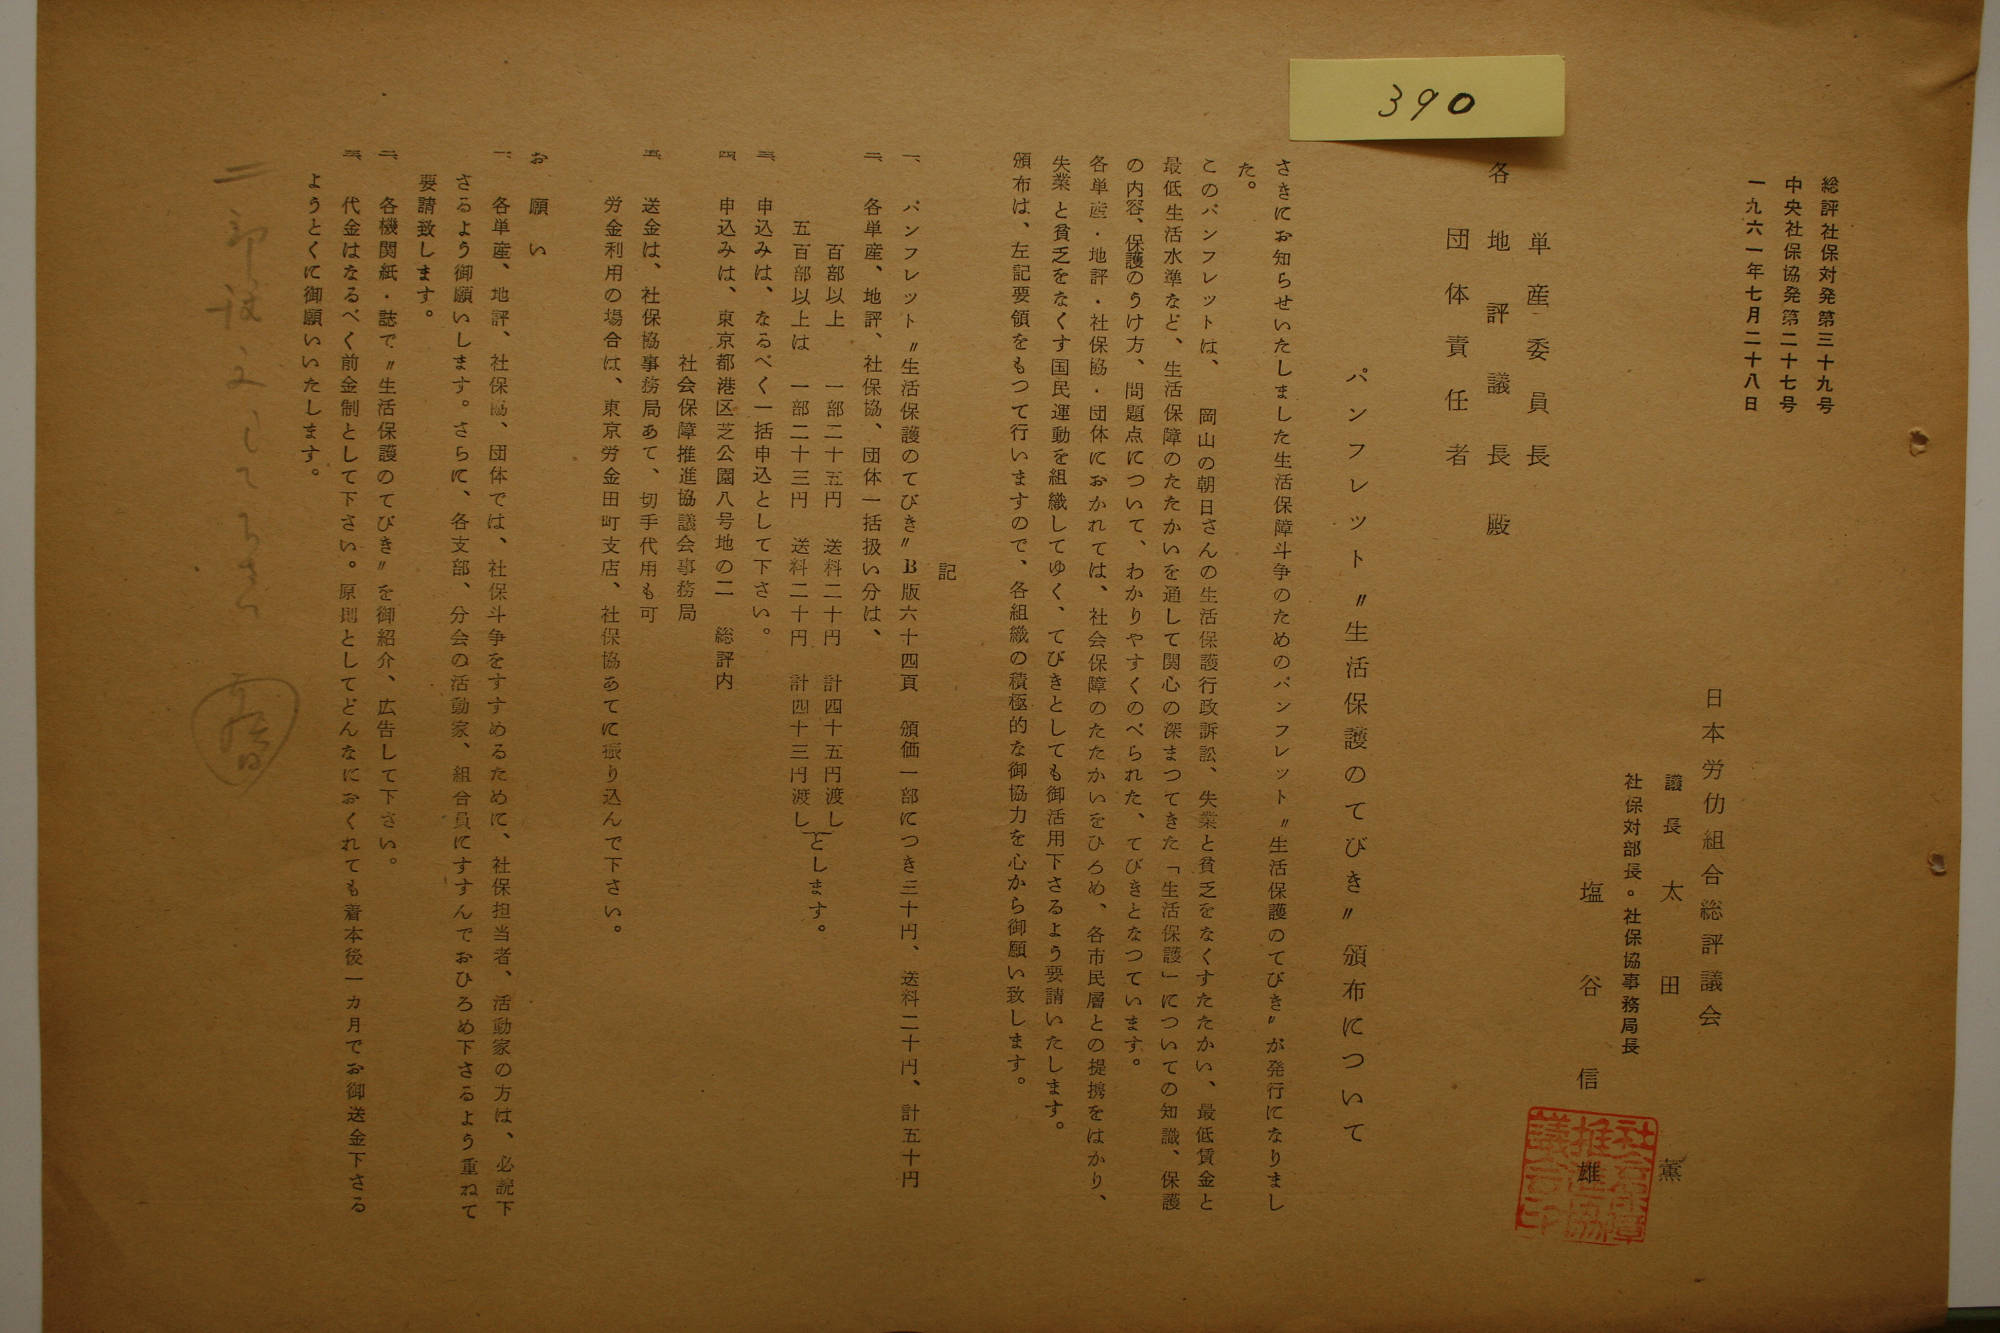 390
総評社保対発第三十九号
中央社保協発第二十七号
一九六一年七月二十八日
日本労仂組合総評議会
議長 太田 薫
社保対部長。社保協事務局長
塩谷信雄
単産委員長
各地評議長殿
団体責任者
パンフレット〃生活保護のてびき〃頒布について
さきにお知らせいたしました生活保障斗争のためのパンフレット〃生活保護のてびき〃が発行になりまし
た。
このパンフレットは、岡山の朝日さんの生活保護行政訴訟、失業と貧乏をなくすたたかい、最低賃金と
最低生活水準など、生活保障のたたかいを通して関心の深まつてきた「生活保護」についての知識、保護
の内容、保護のうけ方、問題点について、わかりやすくのべられた、てびきとなつています。
各単産・地評・社保協・団体におかれては、社会保障のたたかいをひろめ、各市民層との提携をはかり、
失業と貧乏をなくす国民運動を組織してゆく、てびきとしても御活用下さるよう要請いたします。
頒布は、左記要領をもつて行いますので、各組織の積極的な御協力を心から御願い致します。
記
一、パンフレット〃生活保護のてびき〃B版六十四頁 頒価一部につき三十円、送料二十円、計五十円
二、各単産、地評、社保協、団体一括扱い分は、
百部以上 一部二十五円 送料二十円 計四十五円渡し
五百部以上は 一部二十三円 送料二十円 計四十三円渡し
とします。
三、申込みは、なるべく一括申込として下さい。
四、申込みは、東京都港区芝公園八号地の二 総評内
社会保障推進協議会事務局
五、送金は、社保協事務局あて、切手代用も可
労金利用の場合は、東京労金田町支店、社保協あてに振り込んで下さい。
お願い
一、各単産、地評、社保協、団体では、社保斗争をすすめるために、社保担当者、活動家の方は、必読下
さるよう御願いします。さらに、各支部、分会の活動家、組合員にすすんでおひろめ下さるよう重ねて
要請致します。
二、各機関紙・誌で〃生活保護のてびき〃を御紹介、広告して下さい。
三、代金はなるべく前金制として下さい。原則としてどんなにおくれても着本後一カ月でお御送金下さる
ようとくに御願いいたします。
二部